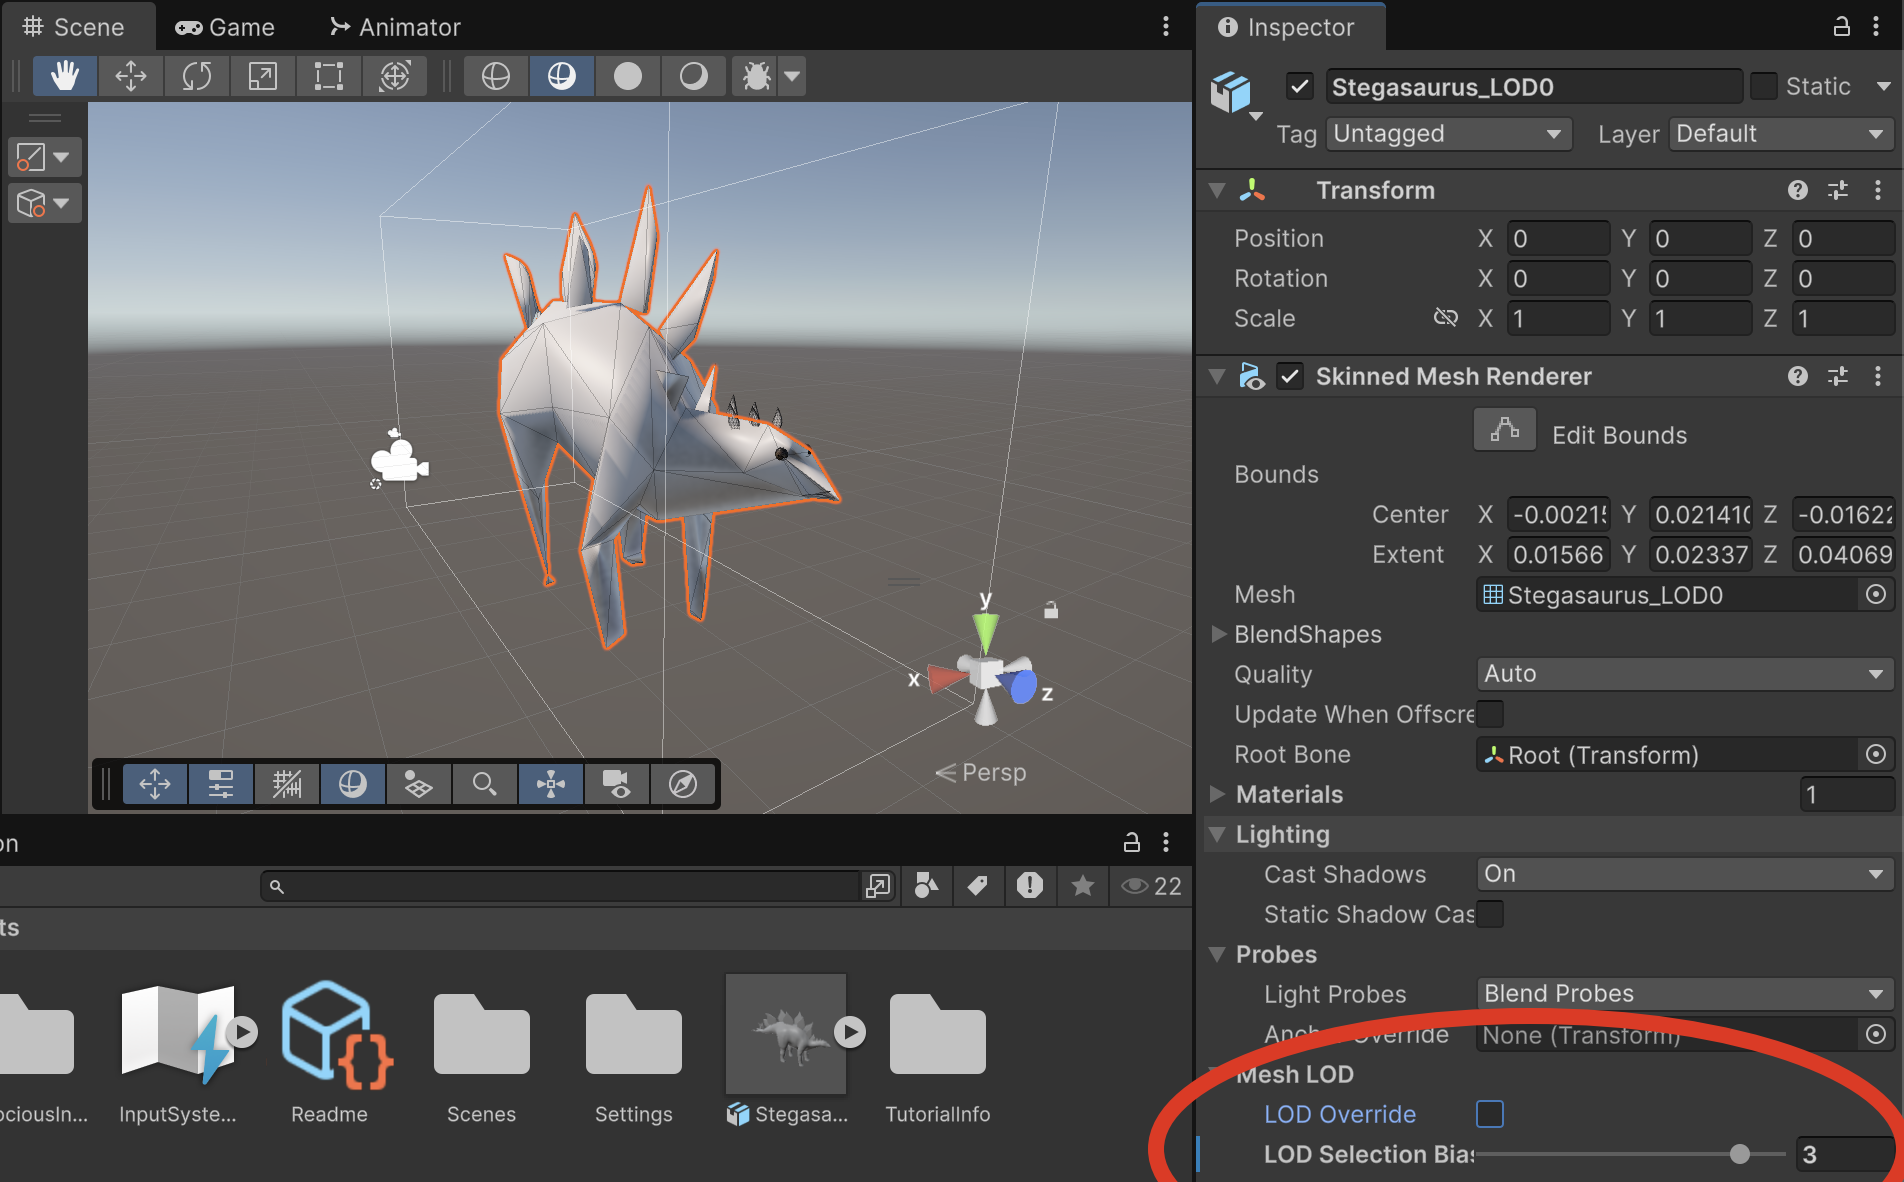 Scene
Game
Animator
Inspector
Stegasaurus_LOD0
Static
Tag
Untagged
Layer
Default
Transform
Position X 0 Y 0 Z 0
Rotation X 0 Y 0 Z 0
Scale X 1 Y 1 Z 1
Skinned Mesh Renderer
Edit Bounds
Bounds
Center X -0.0021 Y 0.02141 Z -0.0162
Extent X 0.01566 Y 0.02337 Z 0.04069
Mesh
Stegasaurus_LOD0
BlendShapes
Quality
Auto
Update When Offscre
Root Bone
Root (Transform)
Materials
1
Lighting
Cast Shadows
On
Static Shadow Cas
Probes
Light Probes
Blend Probes
Override
None (Transform)
Mesh LOD
LOD Override
LOD Selection Bias
3
y
x
z
Persp
on
22
ts
ociousIn...
InputSyste...
Readme
Scenes
Settings
Stegasa...
TutorialInfo